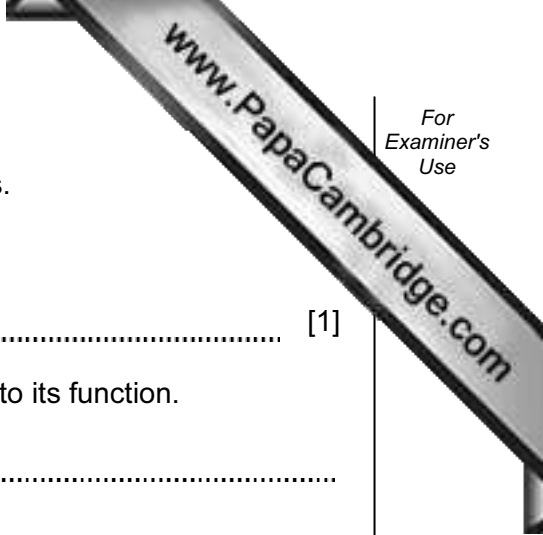 www.PapaCambridge.com
For
Examiner's
Use
s.
[1]
to its function.